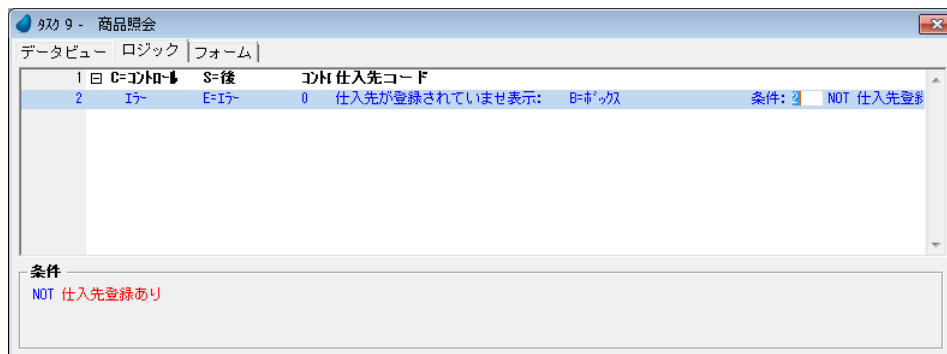 ﾀｽｸ 9 - 商品照会
データビュー ロジック フォーム
1 C=ｺﾝﾄﾛｰﾙ S=後 ｺﾝﾄﾛ 仕入先コード
2 ｴﾗｰ E=ｴﾗｰ 0 仕入先が登録されていませ 表示: B=ﾎﾞｯｸｽ 条件: 2 NOT 仕入先登録
条件
NOT 仕入先登録あり